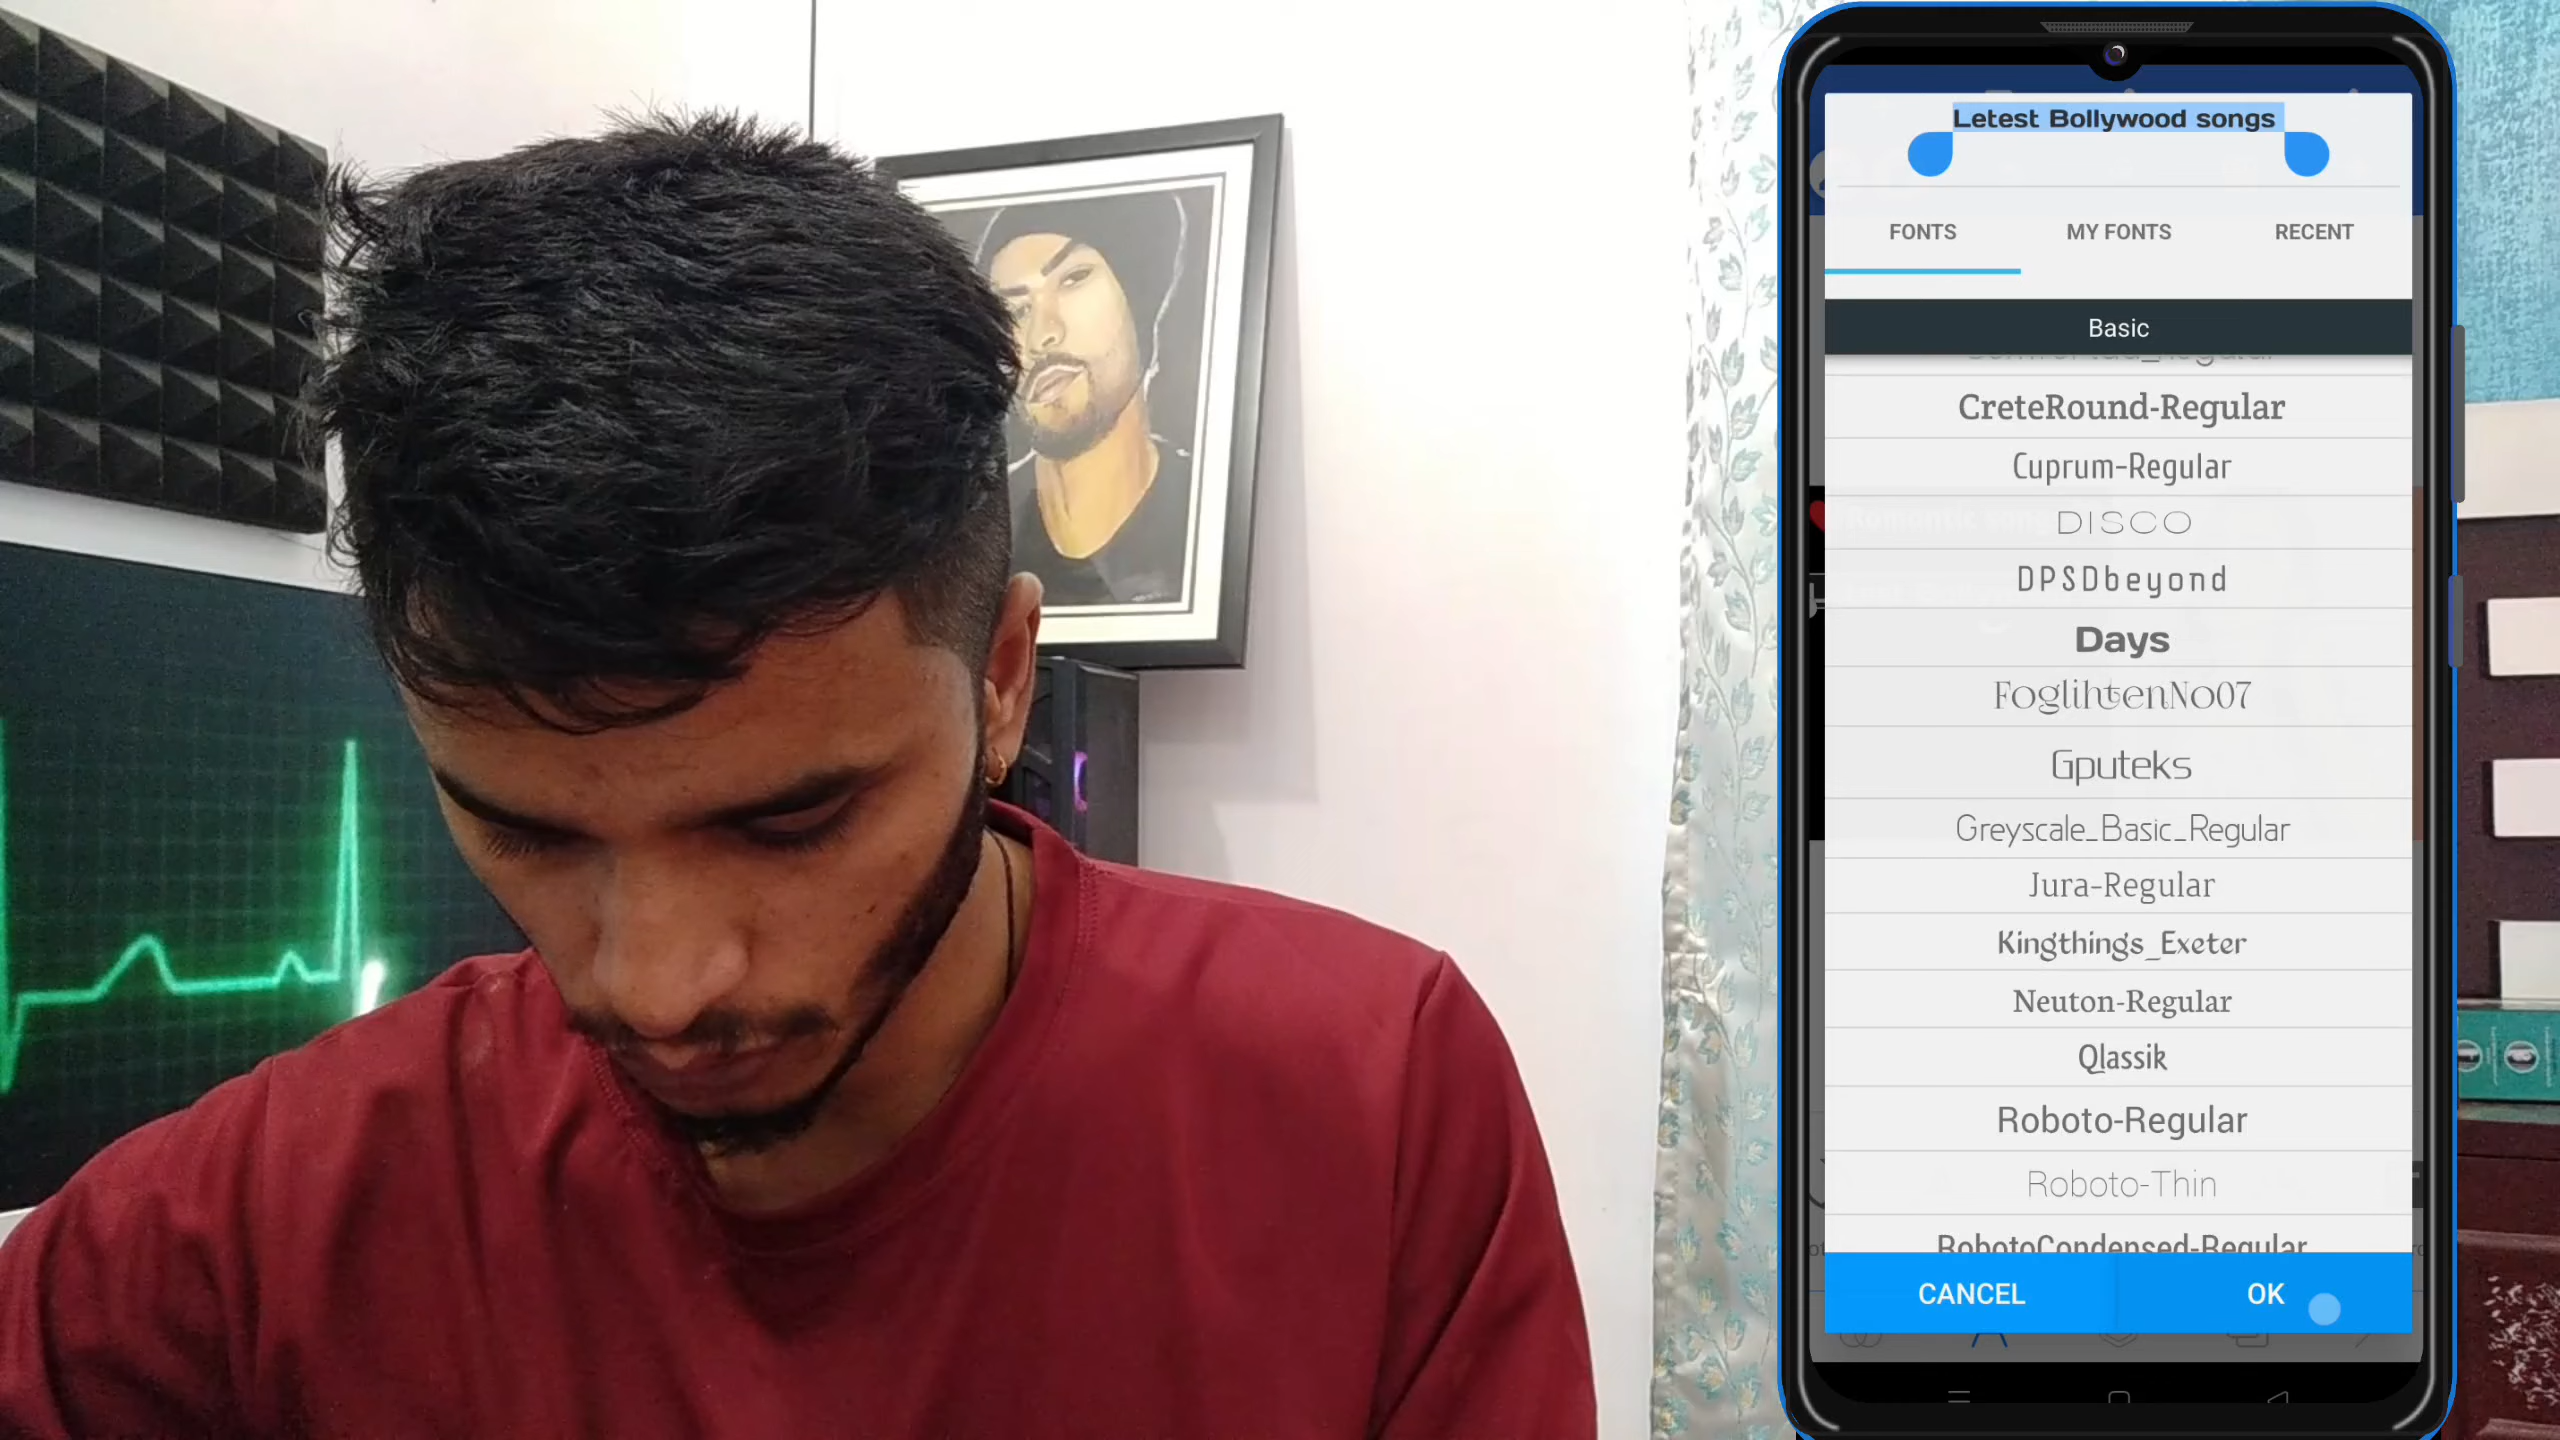 Letest Bollywood songs
FONTS
MY FONTS
RECENT
Basic
CreteRound-Regular
Cuprum-Regular
DISCO
DPSDbeyond
Days
FoglihtenNo07
Gputeks
Greyscale_Basic_Regular
Jura-Regular
Kingthings_Exeter
Neuton-Regular
Qlassik
Roboto-Regular
Roboto-Thin
RobotoCondensed-Regular
CANCEL
OK